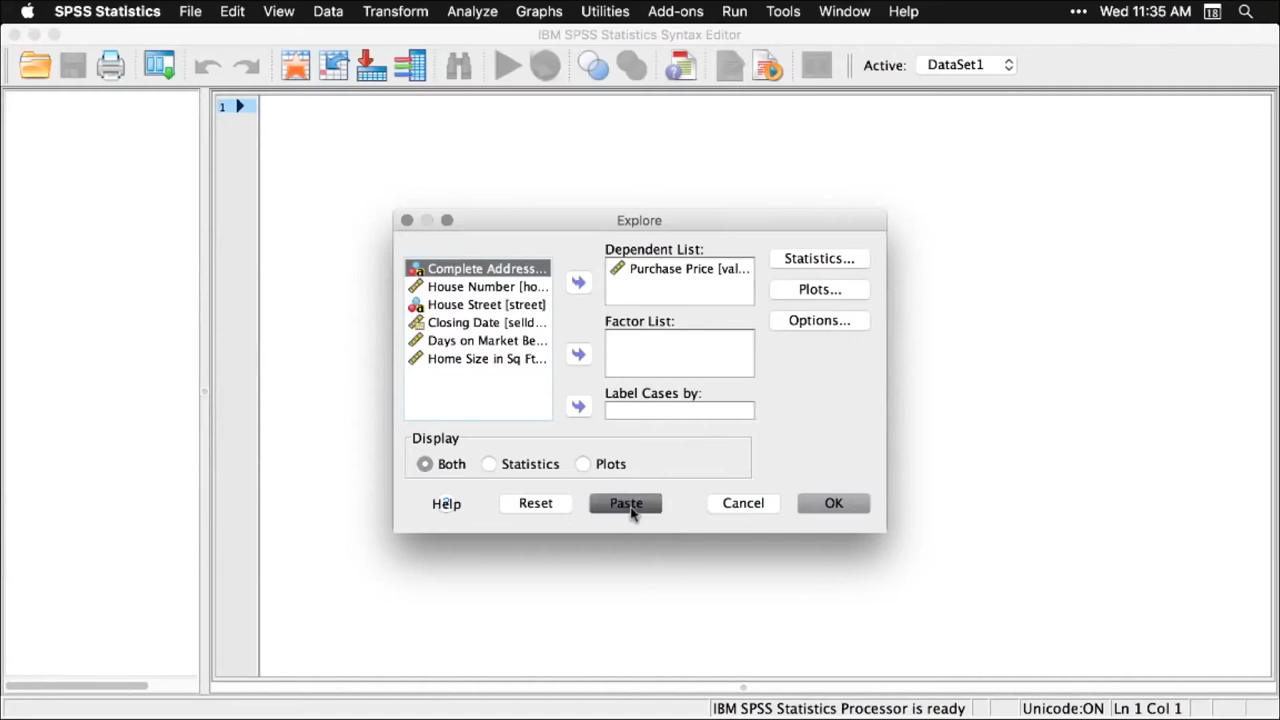 SPSS Statistics File Edit View Data Transform Analyze Graphs Utilities Add-ons Run Tools Window Help ••• Wed 11:35 AM 18
IBM SPSS Statistics Syntax Editor
Active: DataSet1
1
Explore
Complete Address...
House Number [ho...
House Street [street]
Closing Date [selld...
Days on Market Be...
Home Size in Sq Ft...
Dependent List:
Purchase Price [val...
Factor List:
Label Cases by:
Statistics...
Plots...
Options...
Display
Both Statistics Plots
Help Reset Paste Cancel OK
IBM SPSS Statistics Processor is ready Unicode:ON Ln 1 Col 1